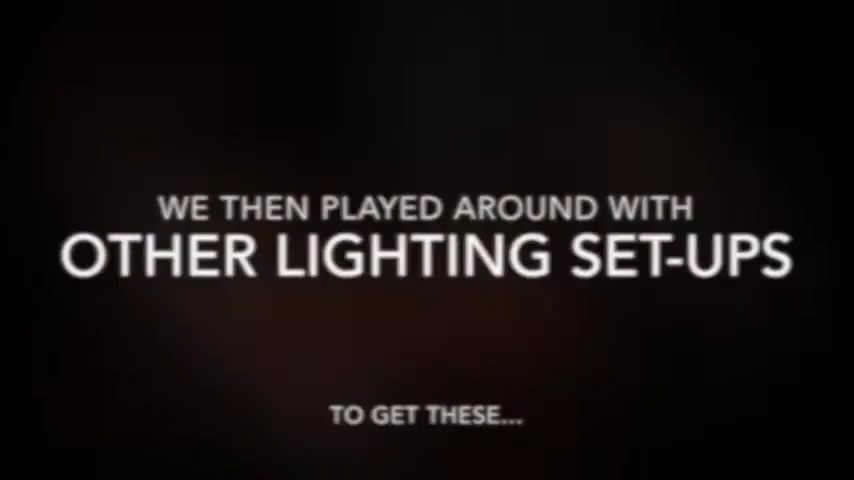 WE THEN PLAYED AROUND WITH
OTHER LIGHTING SET-UPS
TO GET THESE...